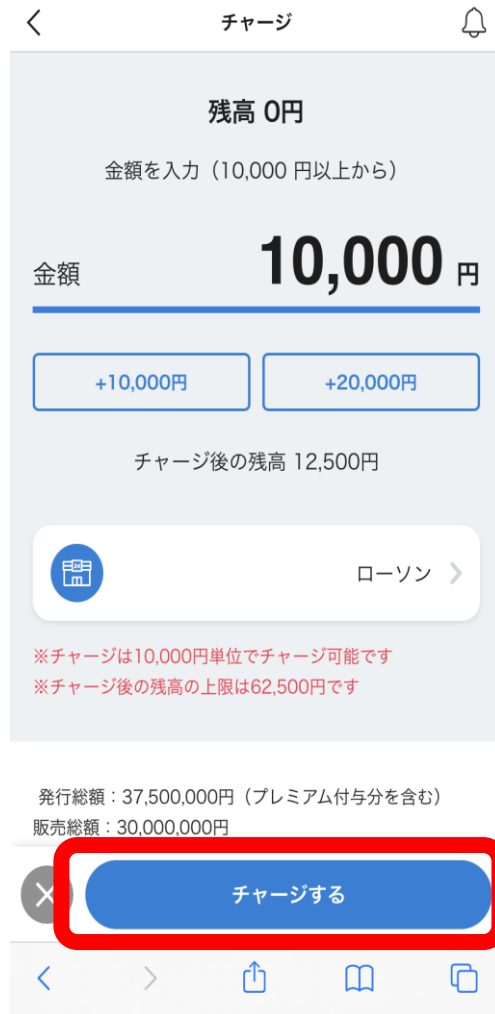 チャージ
残高 0円
金額を入力（10,000 円以上から）
金額 10,000 円
+10,000円 +20,000円
チャージ後の残高 12,500円
24
ローソン
※チャージは10,000円単位でチャージ可能です
※チャージ後の残高の上限は62,500円です
発行総額：37,500,000円（プレミアム付与分を含む）
販売総額：30,000,000円
チャージする